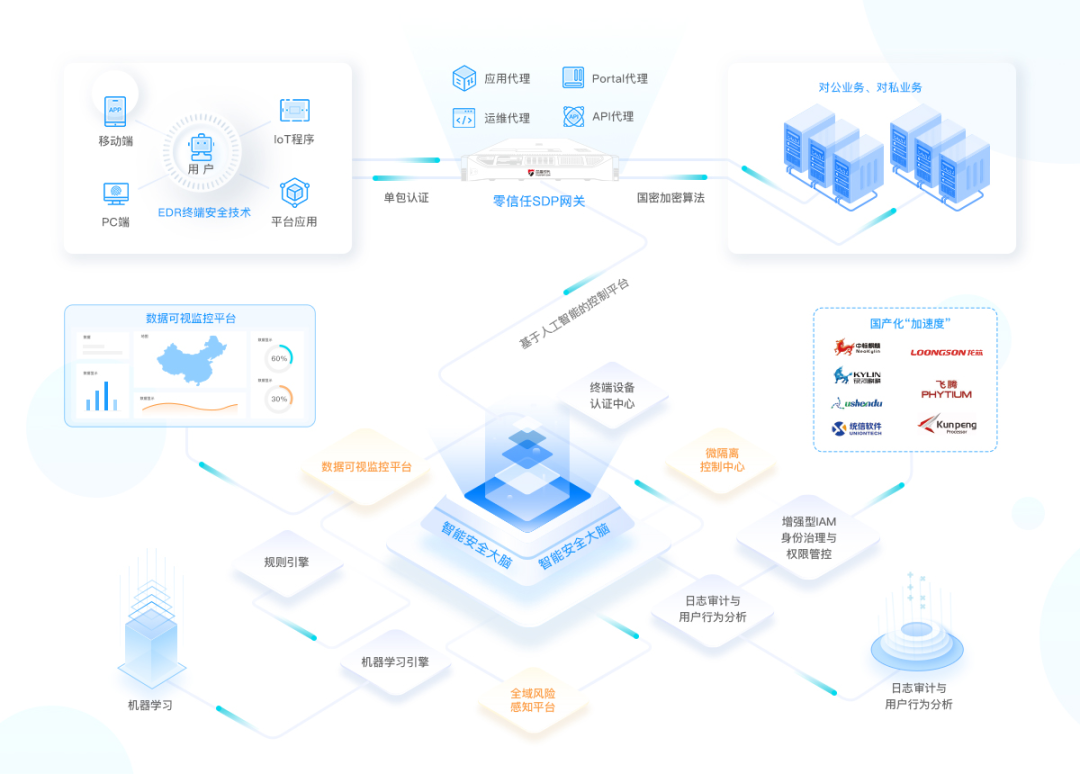 应用代理
Portal代理
运维代理
API
API代理
APP
移动端
IoT程序
用户
PC端
EDR终端安全技术
平台应用
单包认证
零信任SDP网关
国密加密算法
对公业务、对私业务
基于人工智能的控制平台
数据可视监控平台
60%
30%
国产化“加速度”
中标麒麟
NeoKylin
LOONGSON 龙芯
KYLIN
银河麒麟
飞腾
PHYTIUM
统信软件
UNIONTECH
Kunpeng
Processor
终端设备
认证中心
数据可视监控平台
微隔离
控制中心
智能安全大脑
智能安全大脑
增强型IAM
身份治理与
权限管控
规则引擎
日志审计与
用户行为分析
机器学习引擎
全域风险
感知平台
机器学习
日志审计与
用户行为分析